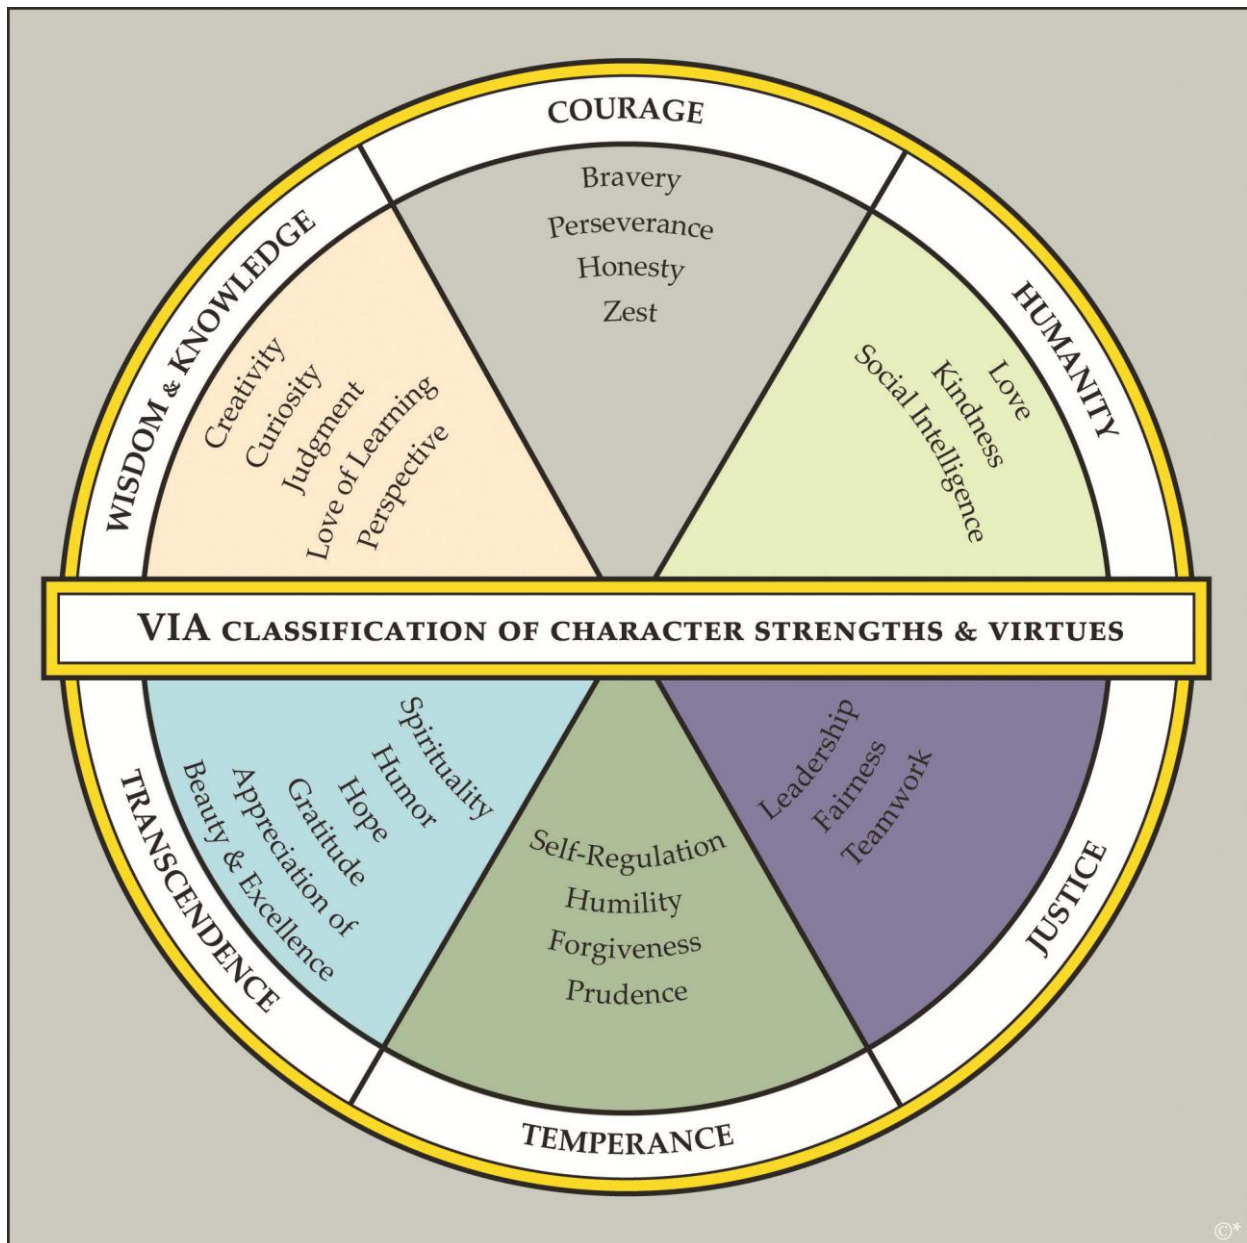 COURAGE
Bravery
Perseverance
Honesty
Zest
HUMANITY
Love
Kindness
Social Intelligence
WISDOM & KNOWLEDGE
Creativity
Curiosity
Judgment
Love of Learning
Perspective
VIA CLASSIFICATION OF CHARACTER STRENGTHS & VIRTUES
TRANSCENDENCE
Spirituality
Humor
Hope
Gratitude
Appreciation of
Beauty & Excellence
TEMPERANCE
Self-Regulation
Humility
Forgiveness
Prudence
JUSTICE
Leadership
Fairness
Teamwork
©*